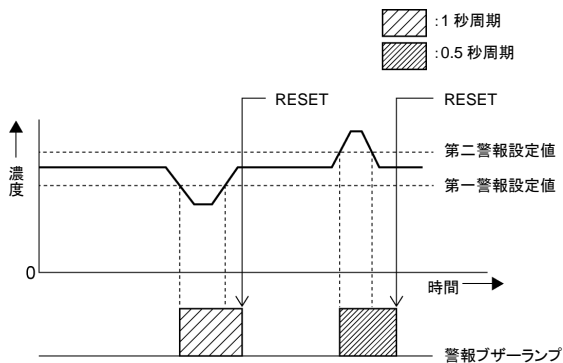 :1 秒周期
:0.5 秒周期
RESET
RESET
濃度
第二警報設定値
第一警報設定値
0
時間
警報ブザーランプ